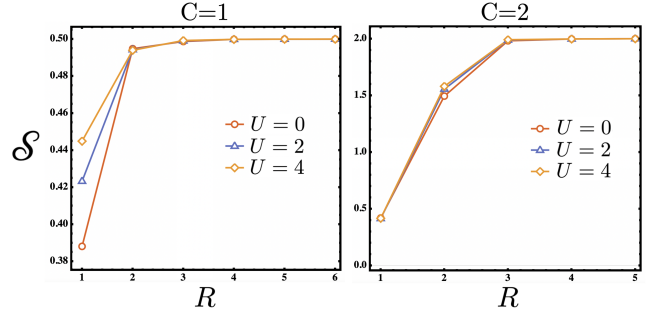 C=1
0.50
0.48
0.46
0.44
0.42
0.40
0.38
𝒮
U = 0
U = 2
U = 4
1 2 3 4 5 6
R
C=2
2.0
1.5
1.0
0.5
0.0
U = 0
U = 2
U = 4
1 2 3 4 5
R